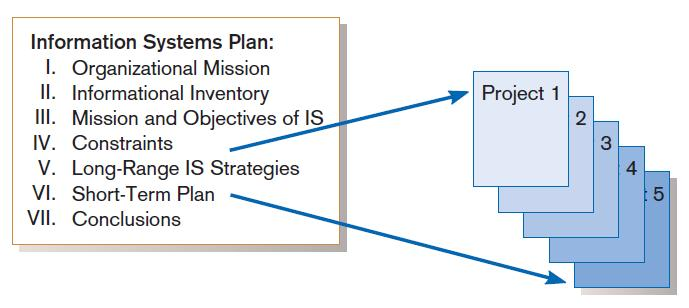 Information Systems Plan:
I. Organizational Mission
II. Informational Inventory
III. Mission and Objectives of IS
IV. Constraints
V. Long-Range IS Strategies
VI. Short-Term Plan
VII. Conclusions
Project 1
2
3
4
5